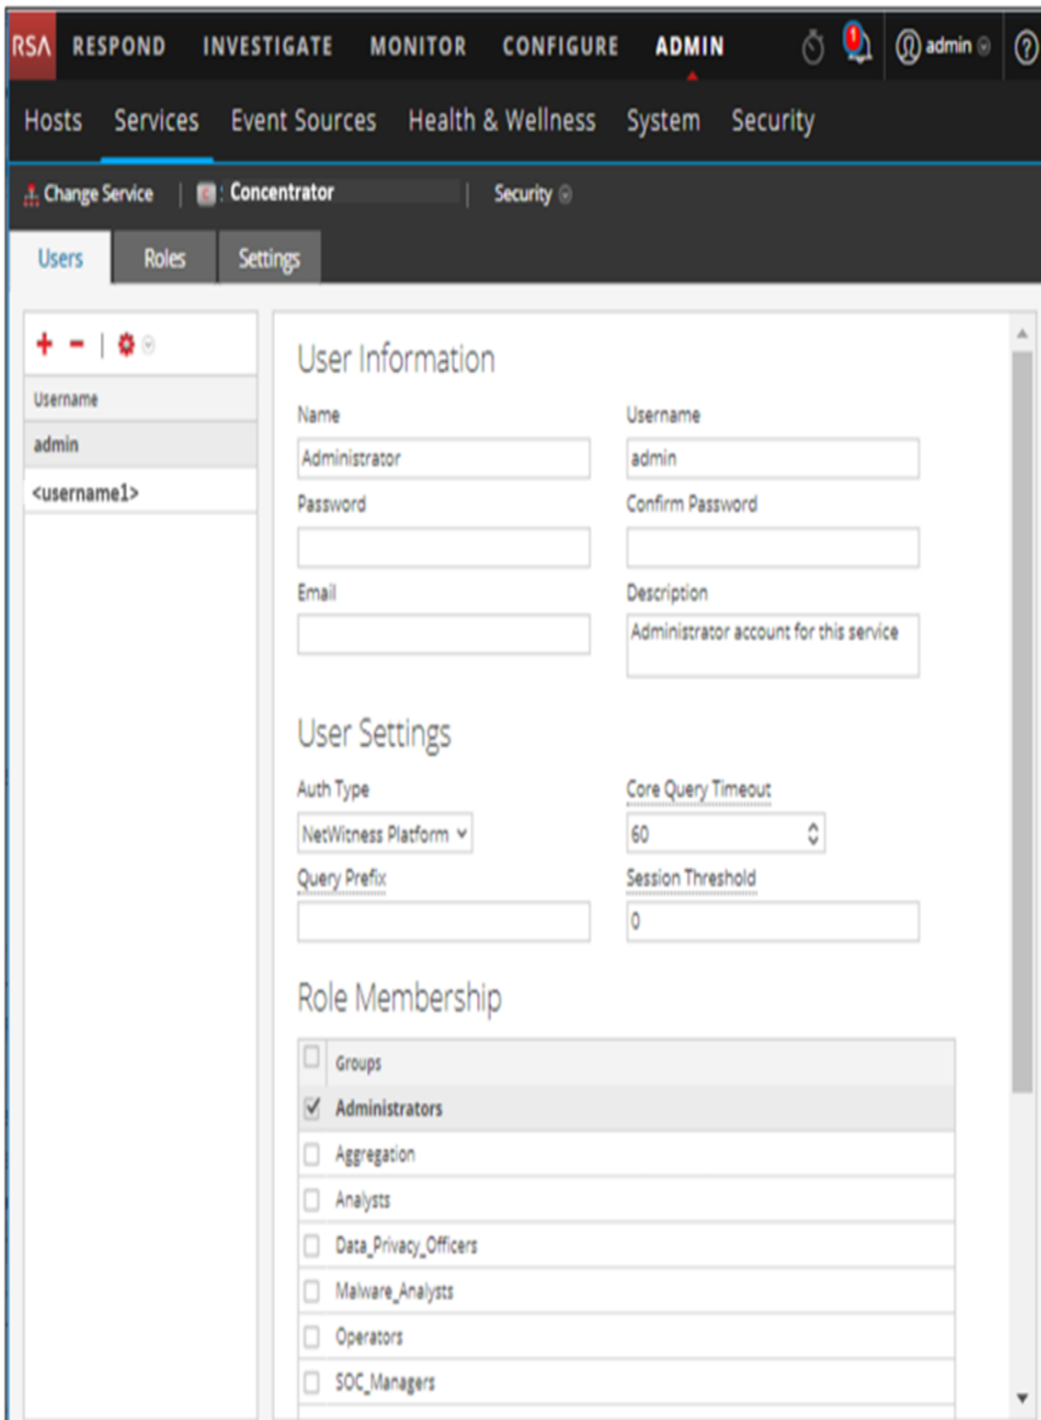 RSA RESPOND INVESTIGATE MONITOR CONFIGURE ADMIN 1 admin ?
Hosts Services Event Sources Health & Wellness System Security
Change Service | Concentrator | Security
Users Roles Settings
Username
admin
<username1>
User Information
Name Username
Administrator admin
Password Confirm Password
Email Description
Administrator account for this service
User Settings
Auth Type Core Query Timeout
NetWitness Platform 60
Query Prefix Session Threshold
0
Role Membership
Groups
Administrators
Aggregation
Analysts
Data_Privacy_Officers
Malware_Analysts
Operators
SOC_Managers